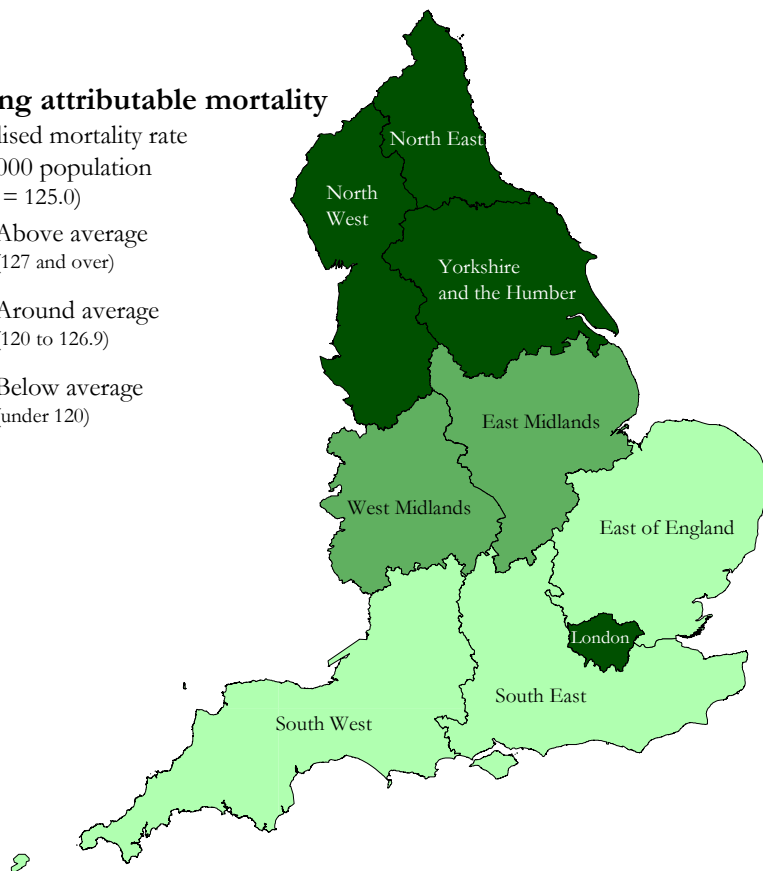 ng attributable mortality
lised mortality rate
000 population
= 125.0)
Above average
(127 and over)
Around average
(120 to 126.9)
Below average
(under 120)
North East
North
West
Yorkshire
and the Humber
East Midlands
West Midlands
East of England
London
South East
South West